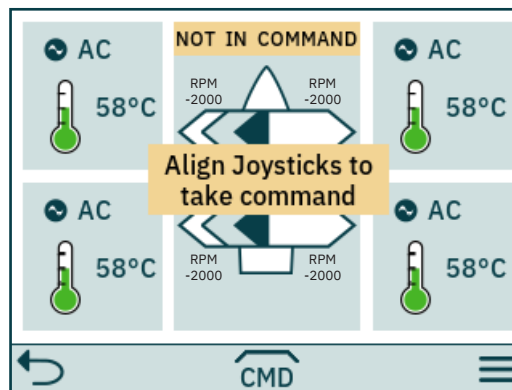 AC
58°C
NOT IN COMMAND
RPM
-2000
RPM
-2000
AC
58°C
Align Joysticks to
take command
AC
58°C
RPM
-2000
RPM
-2000
AC
58°C
CMD